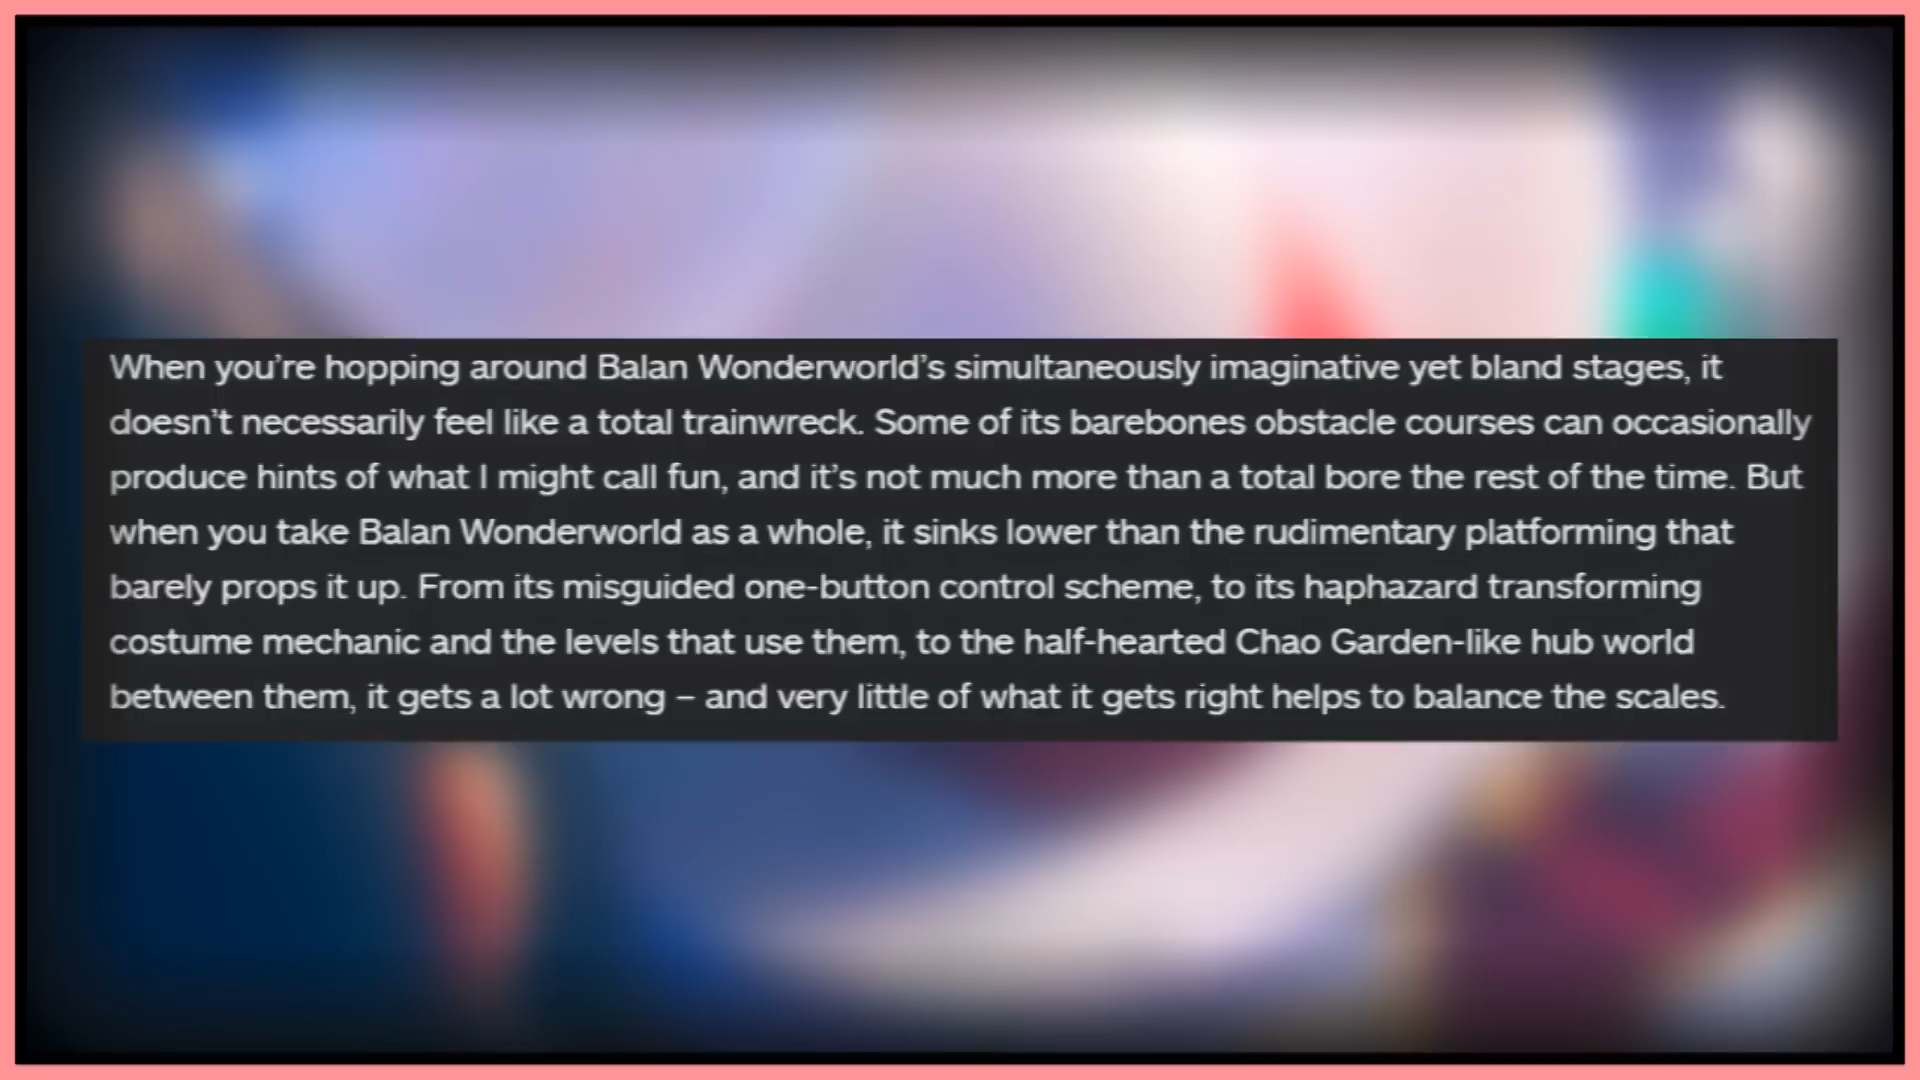 When you’re hopping around Balan Wonderworld’s simultaneously imaginative yet bland stages, it
doesn’t necessarily feel like a total trainwreck. Some of its barebones obstacle courses can occasionally
produce hints of what I might call fun, and it’s not much more than a total bore the rest of the time. But
when you take Balan Wonderworld as a whole, it sinks lower than the rudimentary platforming that
barely props it up. From its misguided one-button control scheme, to its haphazard transforming
costume mechanic and the levels that use them, to the half-hearted Chao Garden-like hub world
between them, it gets a lot wrong – and very little of what it gets right helps to balance the scales.